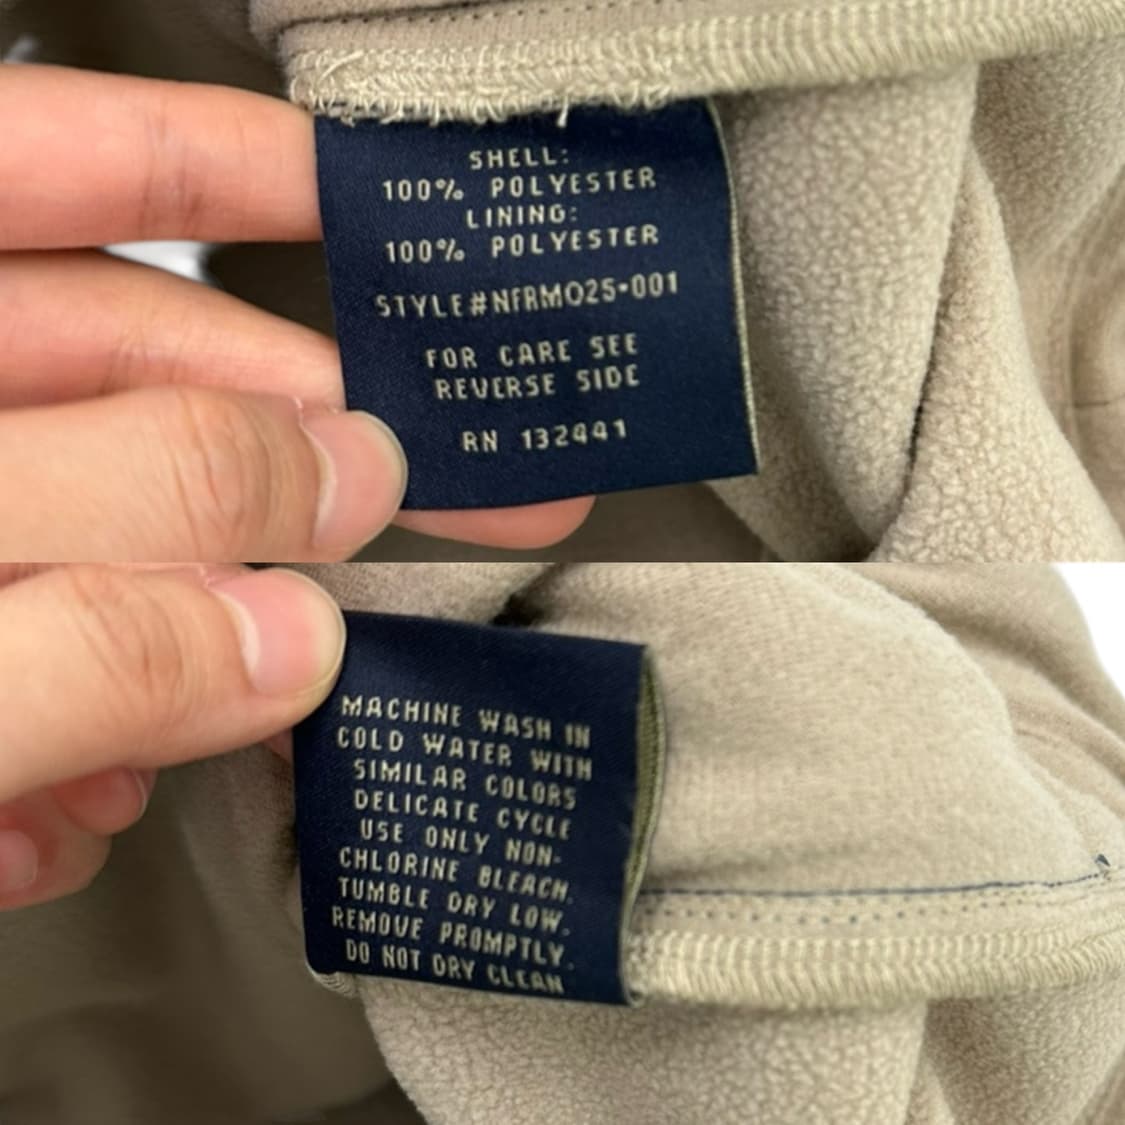 SHELL:
100% POLYESTER
LINING:
100% POLYESTER
STYLE#NFRMO25-001
FOR CARE SEE
REVERSE SIDE
RN 132441
MACHINE WASH IN
COLD WATER WITH
SIMILAR COLORS
DELICATE CYCLE
USE ONLY NON-
CHLORINE BLEACH.
TUMBLE DRY LOW.
REMOVE PROMPTLY.
DO NOT DRY CLEAN